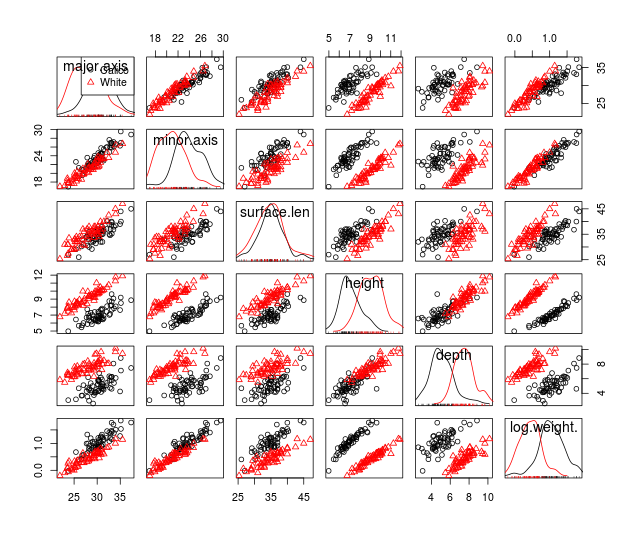 18 22 26 30
5 7 9 11
0.0 1.0
major.axis
Calico
White
25 35
minor.axis
18 24 30
surface.len
25 35 45
height
5 7 9 12
depth
4 8
log.weight.
0.0 1.0
25 30 35
25 35 45
4 6 8 10